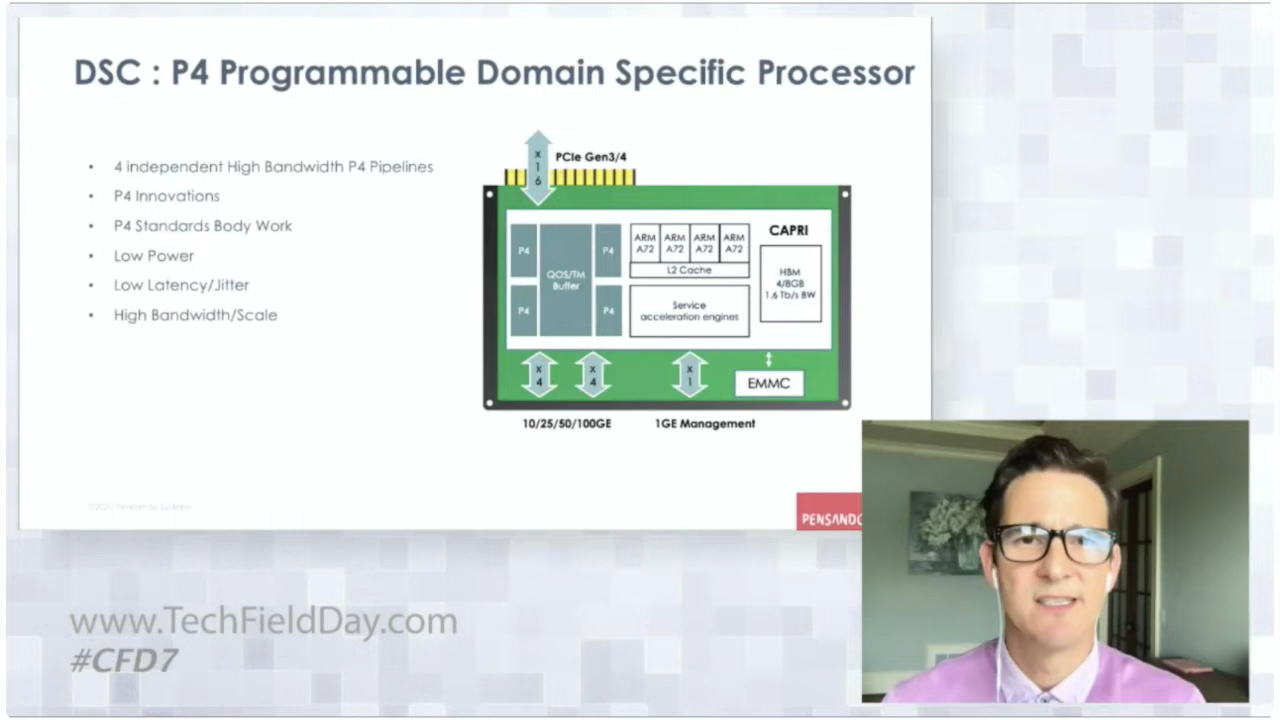 DSC : P4 Programmable Domain Specific Processor
• 4 independent High Bandwidth P4 Pipelines
• P4 Innovations
• P4 Standards Body Work
• Low Power
• Low Latency/Jitter
• High Bandwidth/Scale
X
1
6
PCIe Gen3/4
P4
P4
QOS/TM
Buffer
P4
P4
ARM
A72
ARM
A72
ARM
A72
ARM
A72
L2 Cache
Service
acceleration engines
CAPRI
HBM
4/8GB
1.6 Tb/s BW
X
4
X
4
X
1
EMMC
10/25/50/100GE
1GE Management
PENSANDO
www.TechFieldDay.com
#CFD7